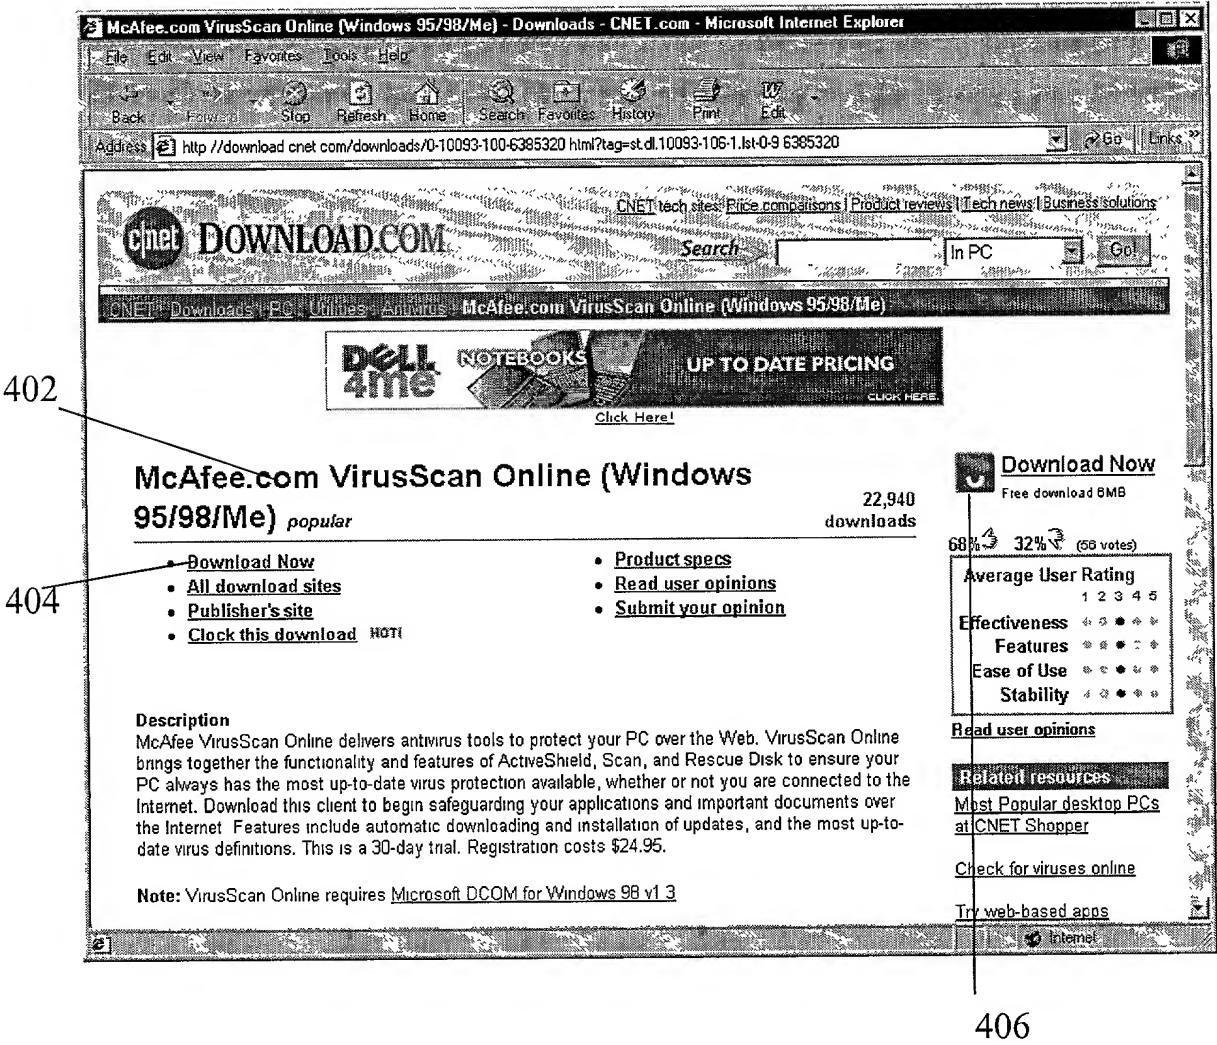 McAfee.com VirusScan Online (Windows 95/98/Me) - Downloads - CNET.com - Microsoft Internet Explorer
File Edit View Favorites Tools Help
Back Forward Stop Refresh Home Search Favorites History Print Edit
Address http //download cnet com/downloads/0-10093-100-6385320 html?tag=st.dl.10093-106-1.lst-0-9 6385320 Go Links »
CNET tech sites: Price comparisons | Product reviews | Tech news | Business solutions
c|net DOWNLOAD.COM
Search In PC Go!
CNET Downloads PC Utilities Antivirus McAfee.com VirusScan Online (Windows 95/98/Me)
DELL 4me NOTEBOOKS UP TO DATE PRICING
CLICK HERE
Click Here!
402
McAfee.com VirusScan Online (Windows
95/98/Me) popular
22,940
downloads
Download Now
Free download 6MB
404
• Download Now
• All download sites
• Publisher's site
• Clock this download HOT!
• Product specs
• Read user opinions
• Submit your opinion
68% 32% (56 votes)
Average User Rating
1 2 3 4 5
Effectiveness
Features
Ease of Use
Stability
Read user opinions
Description
McAfee VirusScan Online delivers antivirus tools to protect your PC over the Web. VirusScan Online
brings together the functionality and features of ActiveShield, Scan, and Rescue Disk to ensure your
PC always has the most up-to-date virus protection available, whether or not you are connected to the
Internet. Download this client to begin safeguarding your applications and important documents over
the Internet Features include automatic downloading and installation of updates, and the most up-to-
date virus definitions. This is a 30-day trial. Registration costs $24.95.
Note: VirusScan Online requires Microsoft DCOM for Windows 98 v1 3
Related resources
Most Popular desktop PCs
at CNET Shopper
Check for viruses online
Try web-based apps
Internet
406